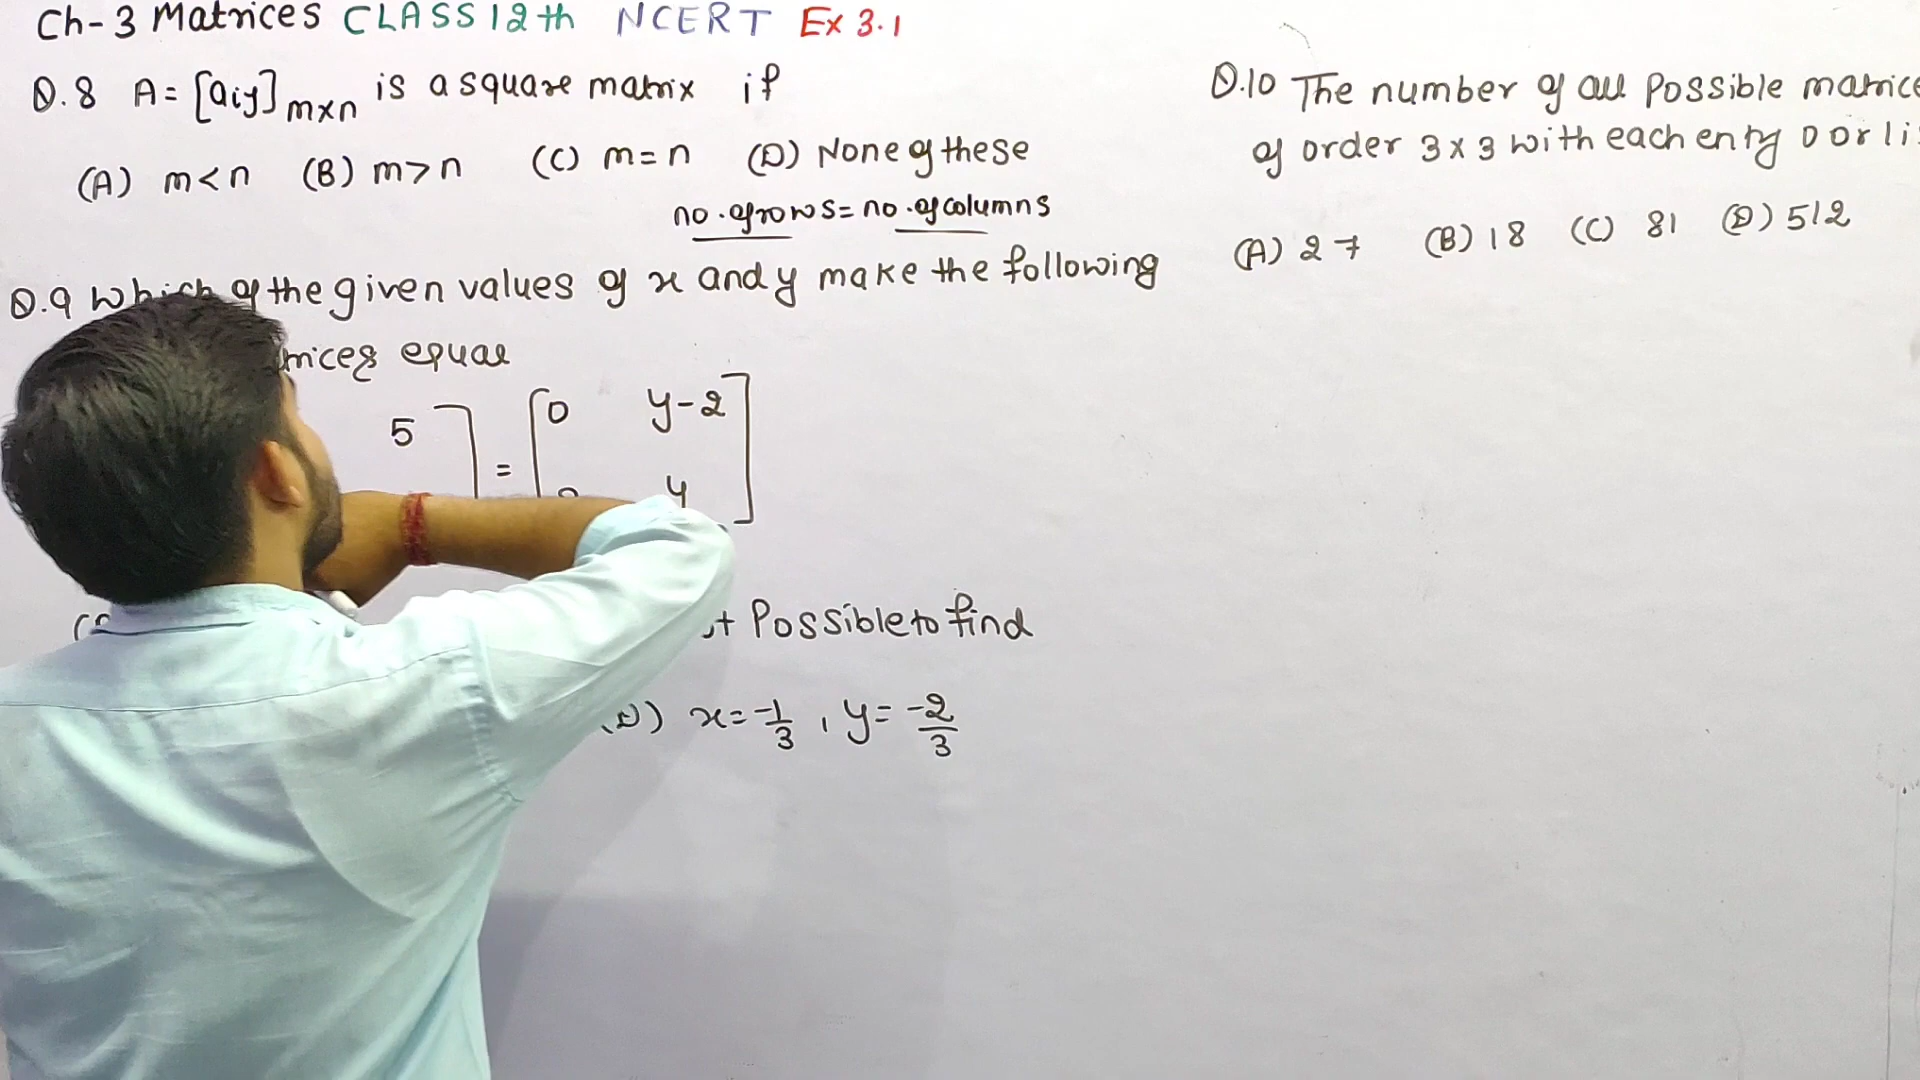 Ch-3 Matrices CLASS 12th NCERT Ex 3.1
Q.8 A = [aij] m×n is a square matrix if
(A) m<n (B) m>n (C) m=n (D) None of these
no. of rows = no. of columns
Q.9 Which of the given values of x and y make the following
equal
5 ] = [ 0 y-2
4 ]
Possible to find
(D) x = -1/3 , y = -2/3
Q.10 The number of all Possible
of order 3×3 with each entry 0 or 1
(A) 27 (B) 18 (C) 81 (D) 512